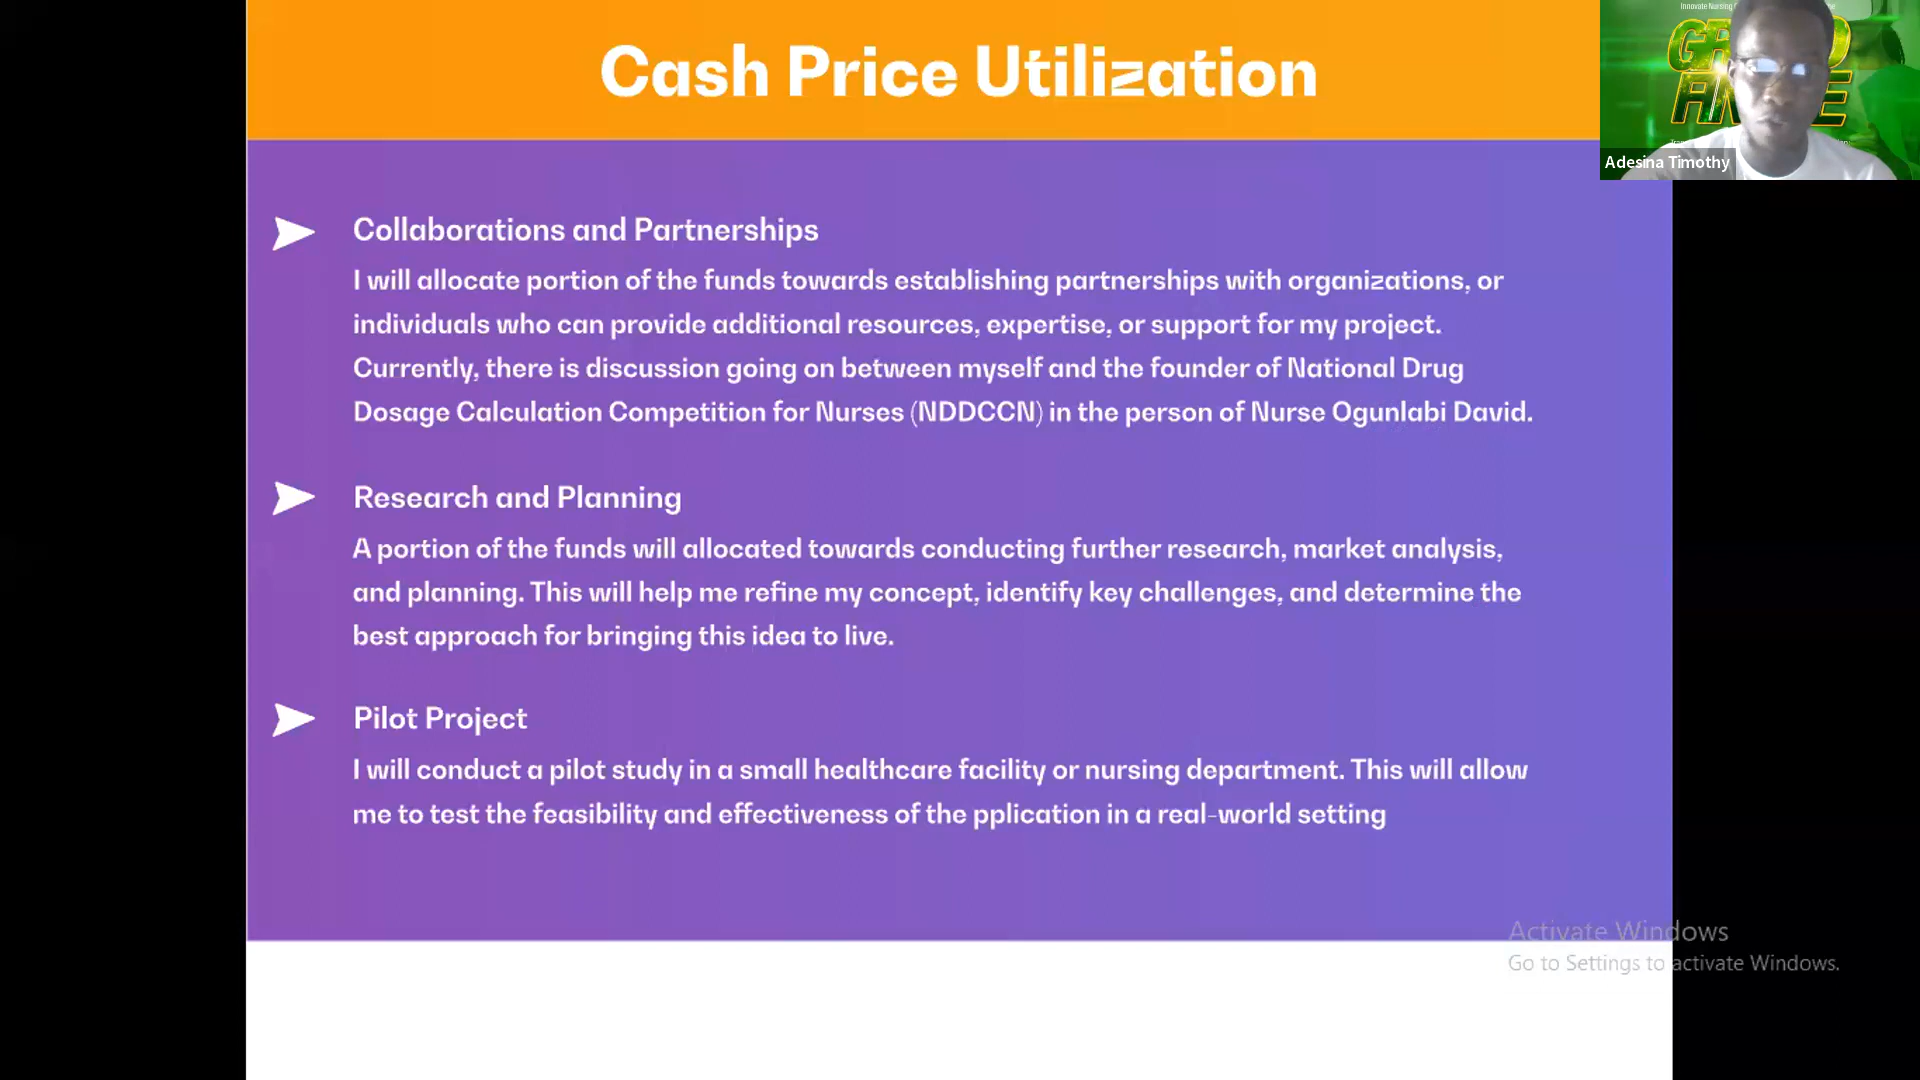 Cash Price Utilization
Innovate Nursing
Adesina Timothy
Collaborations and Partnerships
I will allocate portion of the funds towards establishing partnerships with organizations, or
individuals who can provide additional resources, expertise, or support for my project.
Currently, there is discussion going on between myself and the founder of National Drug
Dosage Calculation Competition for Nurses (NDDCCN) in the person of Nurse Ogunlabi David.
Research and Planning
A portion of the funds will allocated towards conducting further research, market analysis,
and planning. This will help me refine my concept, identify key challenges, and determine the
best approach for bringing this idea to live.
Pilot Project
I will conduct a pilot study in a small healthcare facility or nursing department. This will allow
me to test the feasibility and effectiveness of the pplication in a real-world setting
Activate Windows
Go to Settings to activate Windows.